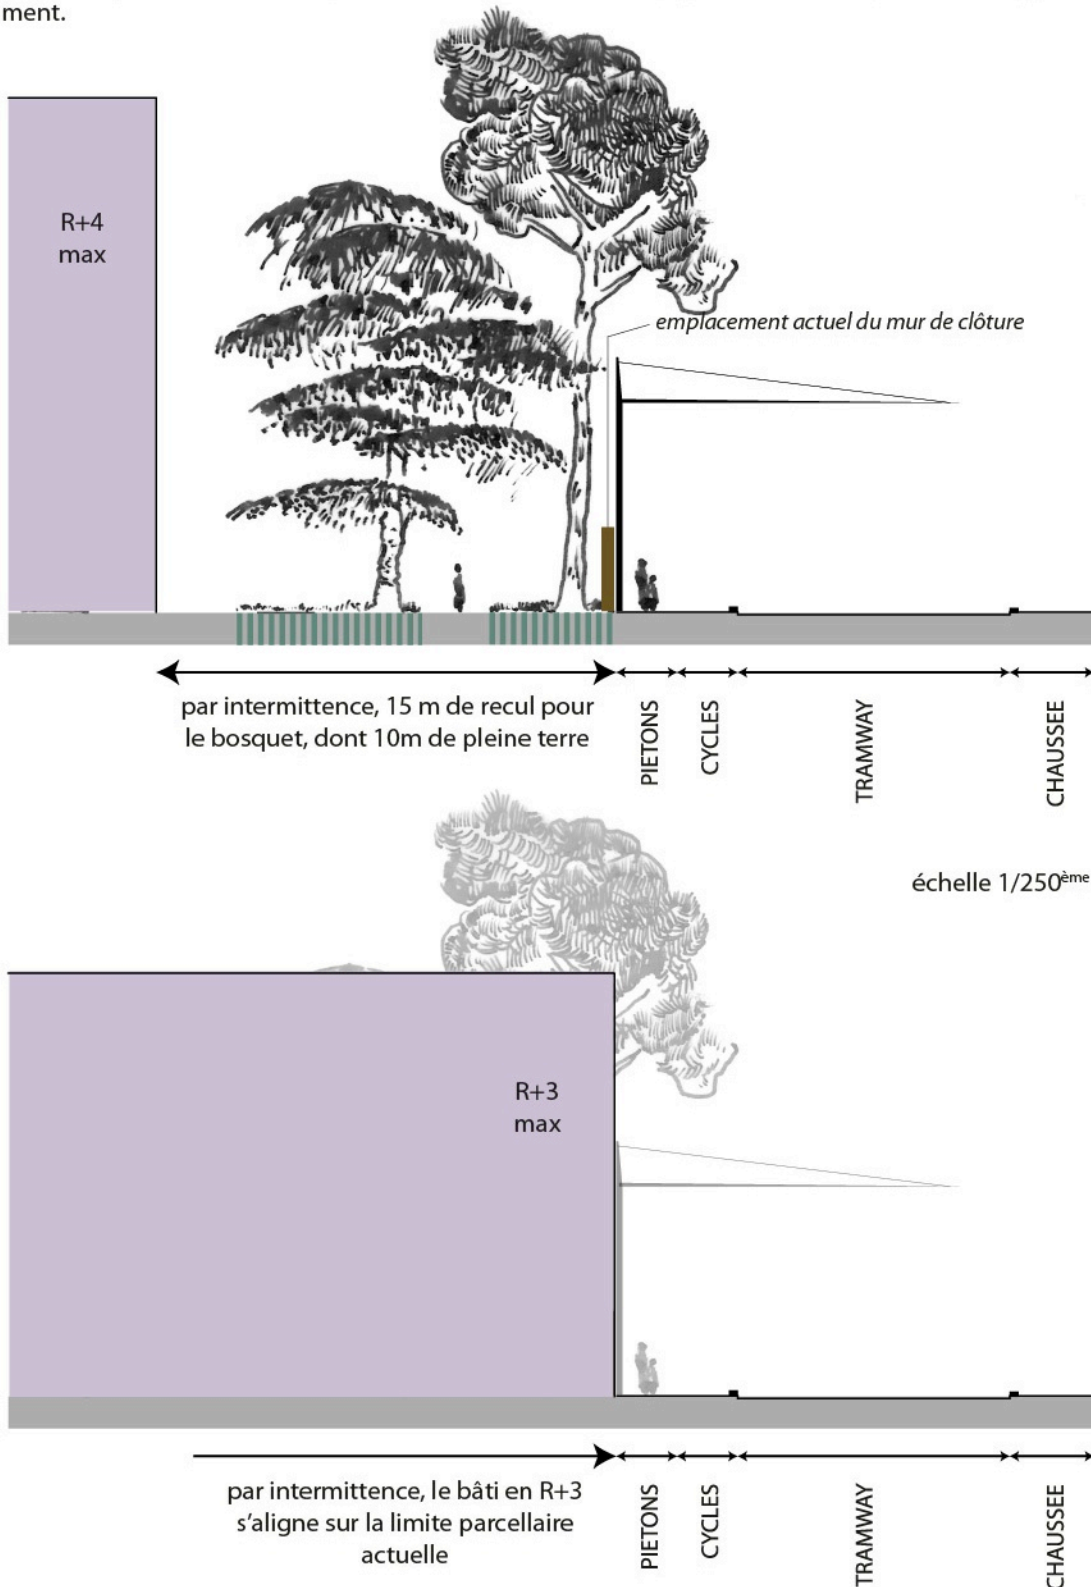 ment.
R+4
max
emplacement actuel du mur de clôture
par intermittence, 15 m de recul pour
le bosquet, dont 10m de pleine terre
PIETONS
CYCLES
TRAMWAY
CHAUSSEE
échelle 1/250ème
R+3
max
par intermittence, le bâti en R+3
s’aligne sur la limite parcellaire
actuelle
PIETONS
CYCLES
TRAMWAY
CHAUSSEE